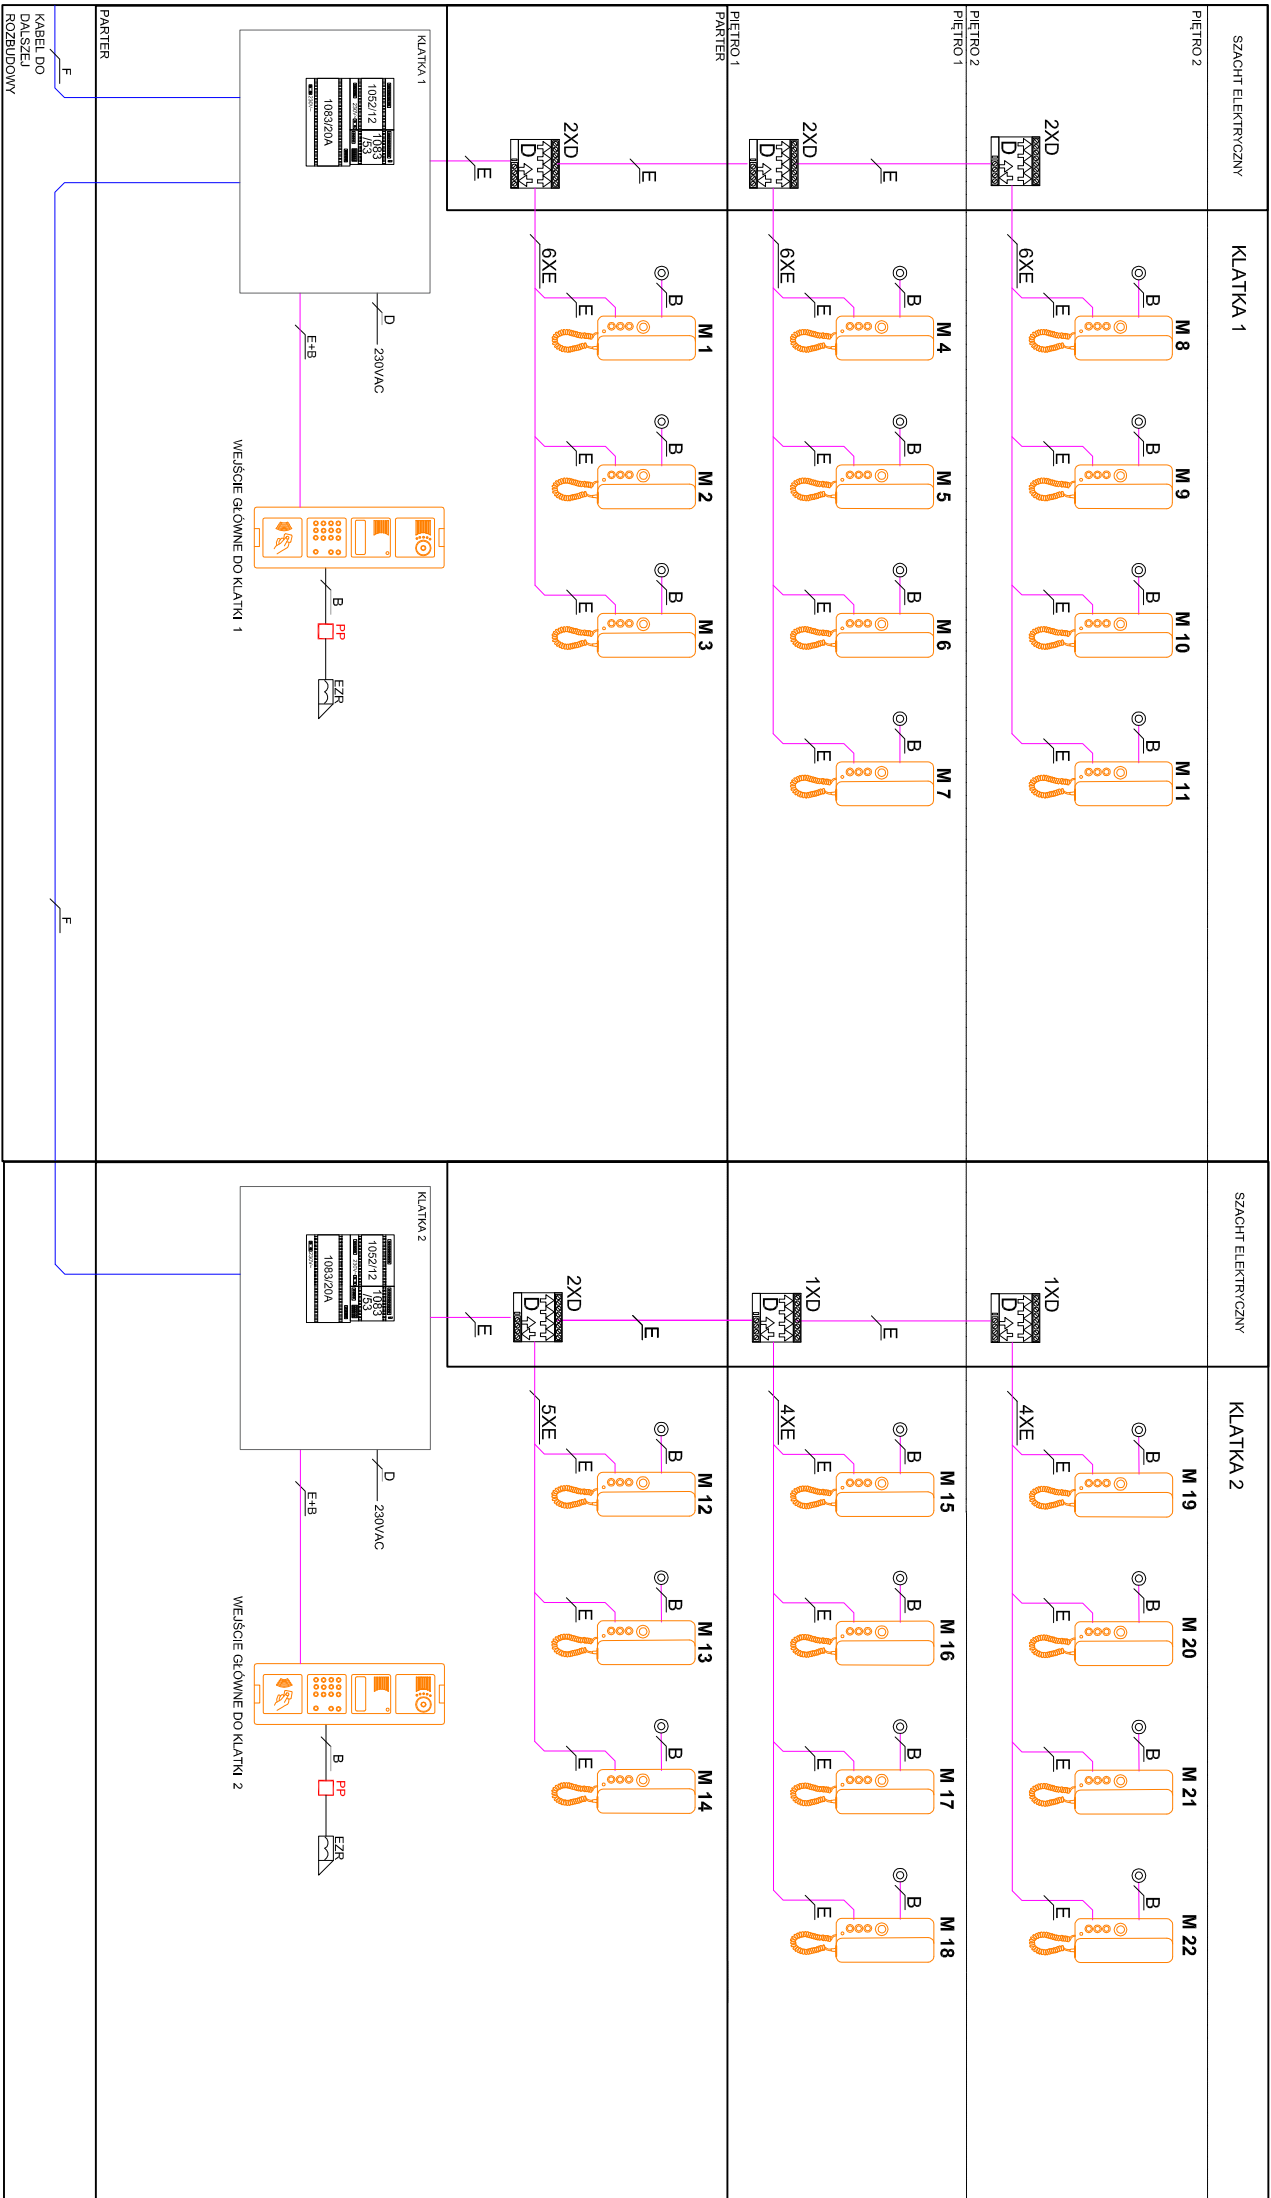 SZACHT ELEKTRYCZNY
KLATKA 1
PIĘTRO 2
2XD
D
6XE
M 8
M 9
M 10
M 11
B
B
B
B
E
E
E
E
E
PIĘTRO 2
PIĘTRO 1
2XD
D
6XE
M 4
M 5
M 6
M 7
B
B
B
B
E
E
E
E
E
PIĘTRO 1
PARTER
2XD
D
6XE
M 1
M 2
M 3
B
B
B
E
E
E
E
KLATKA 1
1052/12
1083
/53
1083/20A
D
230VAC
E+B
WEJŚCIE GŁÓWNE DO KLATKI 1
B
PP
EZR
PARTER
F
F
KABEL DO
DALSZEJ
ROZBUDOWY
SZACHT ELEKTRYCZNY
KLATKA 2
1XD
D
4XE
M 19
M 20
M 21
M 22
B
B
B
B
E
E
E
E
E
1XD
D
4XE
M 15
M 16
M 17
M 18
B
B
B
B
E
E
E
E
E
2XD
D
5XE
M 12
M 13
M 14
B
B
B
E
E
E
E
KLATKA 2
1052/12
1083
/53
1083/20A
D
230VAC
E+B
WEJŚCIE GŁÓWNE DO KLATKI 2
B
PP
EZR